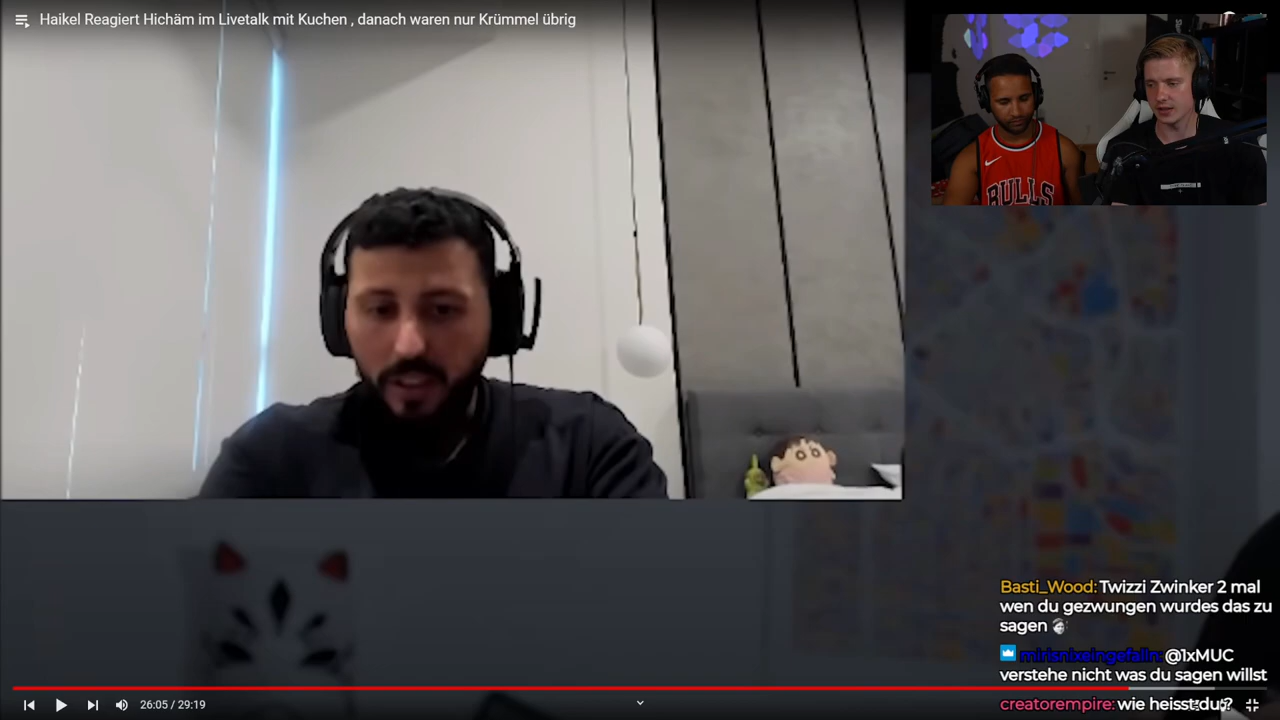 Haikel Reagiert Hichäm im Livetalk mit Kuchen , danach waren nur Krümmel übrig
BULLS
Basti_Wood: Twizzi Zwinker 2 mal
wen du gezwungen wurdes das zu
sagen
mirisnixeingefalln: @1xMUC
verstehe nicht was du sagen willst
creatorempire: wie heisst du?
26:05 / 29:19